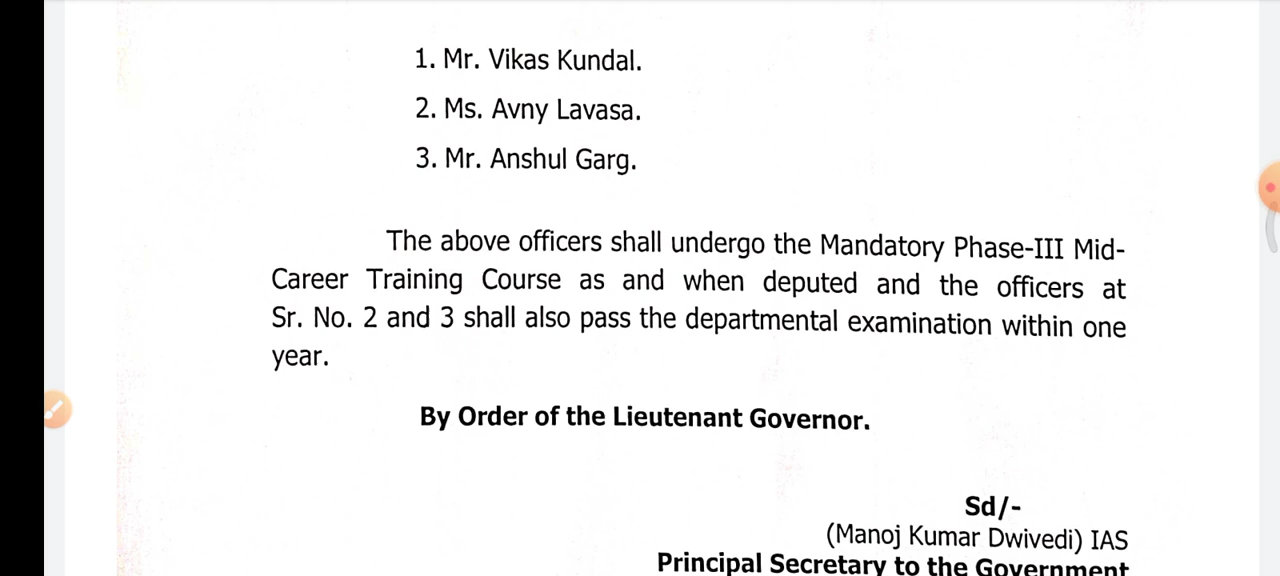 1. Mr. Vikas Kundal.
2. Ms. Avny Lavasa.
3. Mr. Anshul Garg.
The above officers shall undergo the Mandatory Phase-III Mid-
Career Training Course as and when deputed and the officers at
Sr. No. 2 and 3 shall also pass the departmental examination within one
year.
By Order of the Lieutenant Governor.
Sd/-
(Manoj Kumar Dwivedi) IAS
Principal Secretary to the Government